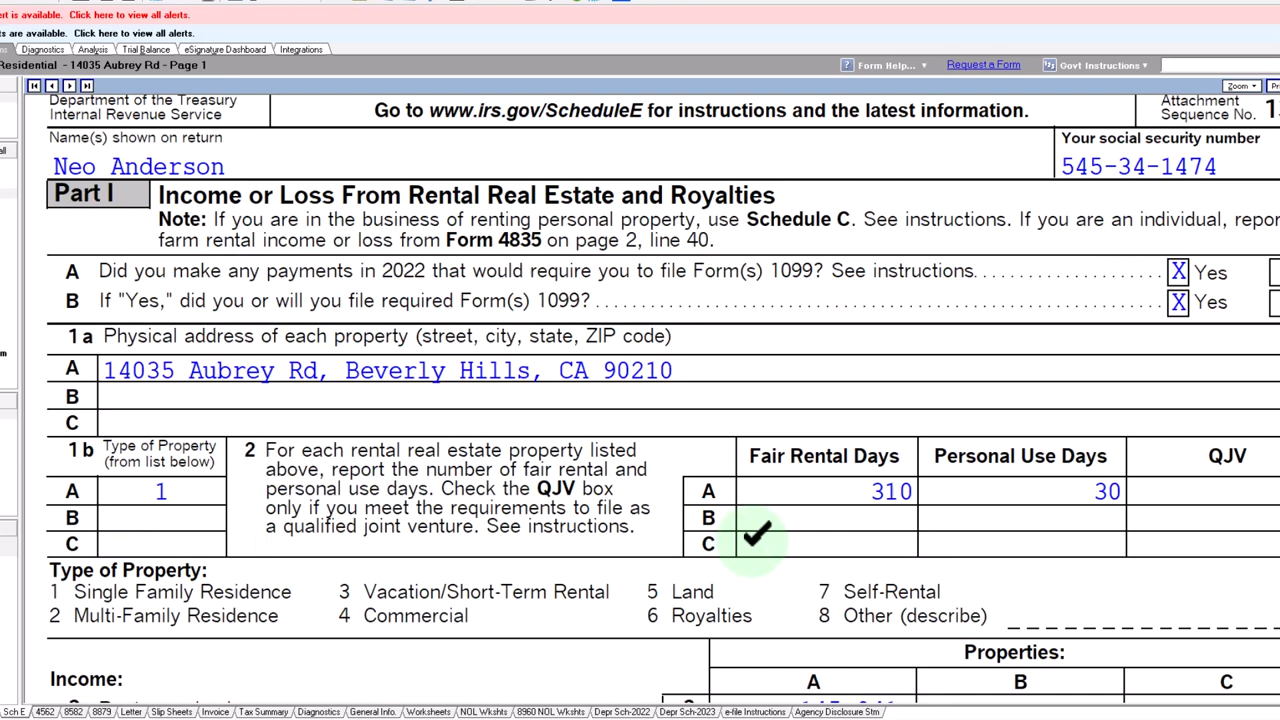 ert is available. Click here to view all alerts.
ts are available. Click here to view all alerts.
ms Diagnostics Analysis Trial Balance eSignature Dashboard Integrations
Residential - 14035 Aubrey Rd - Page 1 Form Help... Request a Form Govt Instructions
Zoom
Department of the Treasury
Internal Revenue Service
Go to www.irs.gov/ScheduleE for instructions and the latest information.
Attachment
Sequence No. 13
Name(s) shown on return
Your social security number
Neo Anderson
545-34-1474
Part I Income or Loss From Rental Real Estate and Royalties
Note: If you are in the business of renting personal property, use Schedule C. See instructions. If you are an individual, repor
farm rental income or loss from Form 4835 on page 2, line 40.
A Did you make any payments in 2022 that would require you to file Form(s) 1099? See instructions. X Yes
B If "Yes," did you or will you file required Form(s) 1099? X Yes
1a Physical address of each property (street, city, state, ZIP code)
A 14035 Aubrey Rd, Beverly Hills, CA 90210
B
C
1b Type of Property
(from list below)
A 1
B
C
2 For each rental real estate property listed
above, report the number of fair rental and
personal use days. Check the QJV box
only if you meet the requirements to file as
a qualified joint venture. See instructions.
Fair Rental Days Personal Use Days QJV
A 310 30
B
C
Type of Property:
1 Single Family Residence 3 Vacation/Short-Term Rental 5 Land 7 Self-Rental
2 Multi-Family Residence 4 Commercial 6 Royalties 8 Other (describe)
Properties:
Income: A B C
Sch E 4562 8582 8879 Letter Slip Sheets Invoice Tax Summary Diagnostics General Info. Worksheets NOL Wkshts 8960 NOL Wkshts Depr Sch-2022 Depr Sch-2023 e-file Instructions Agency Disclosure Stm